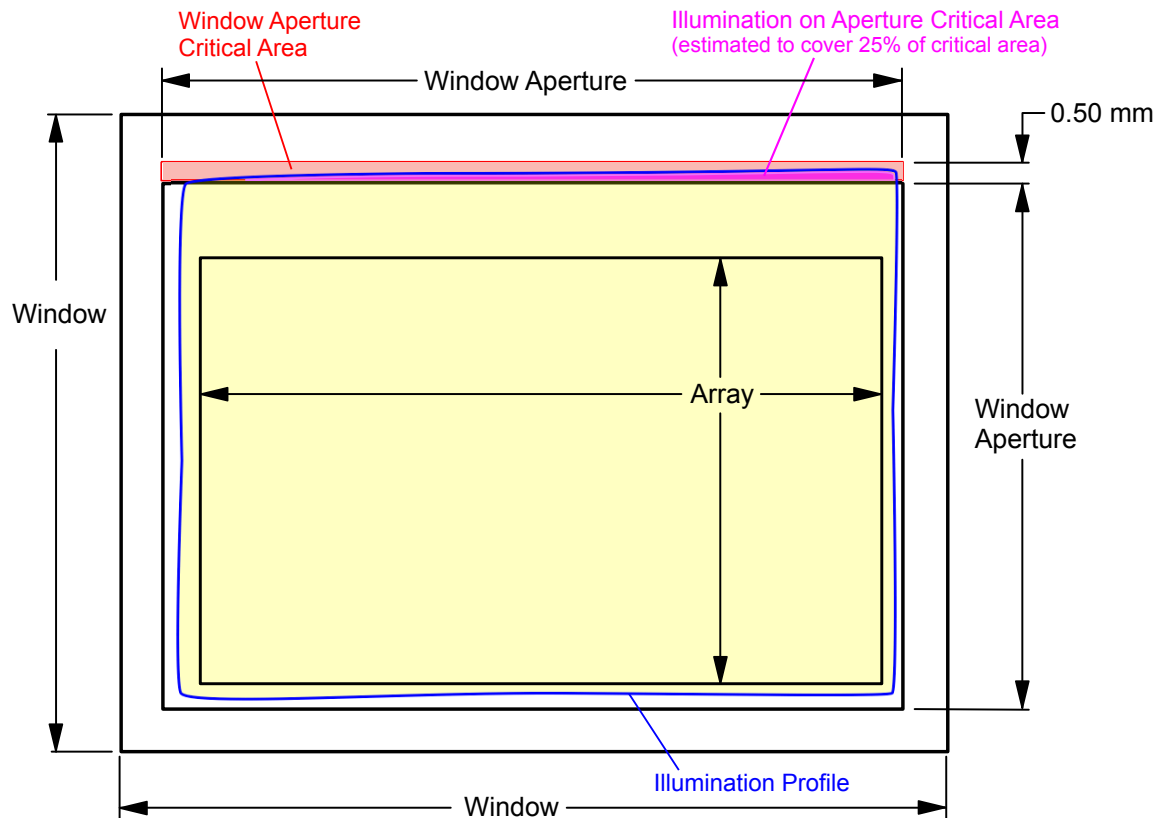 Window Aperture
Critical Area
Illumination on Aperture Critical Area
(estimated to cover 25% of critical area)
Window Aperture
0.50 mm
Window
Array
Window
Aperture
Illumination Profile
Window